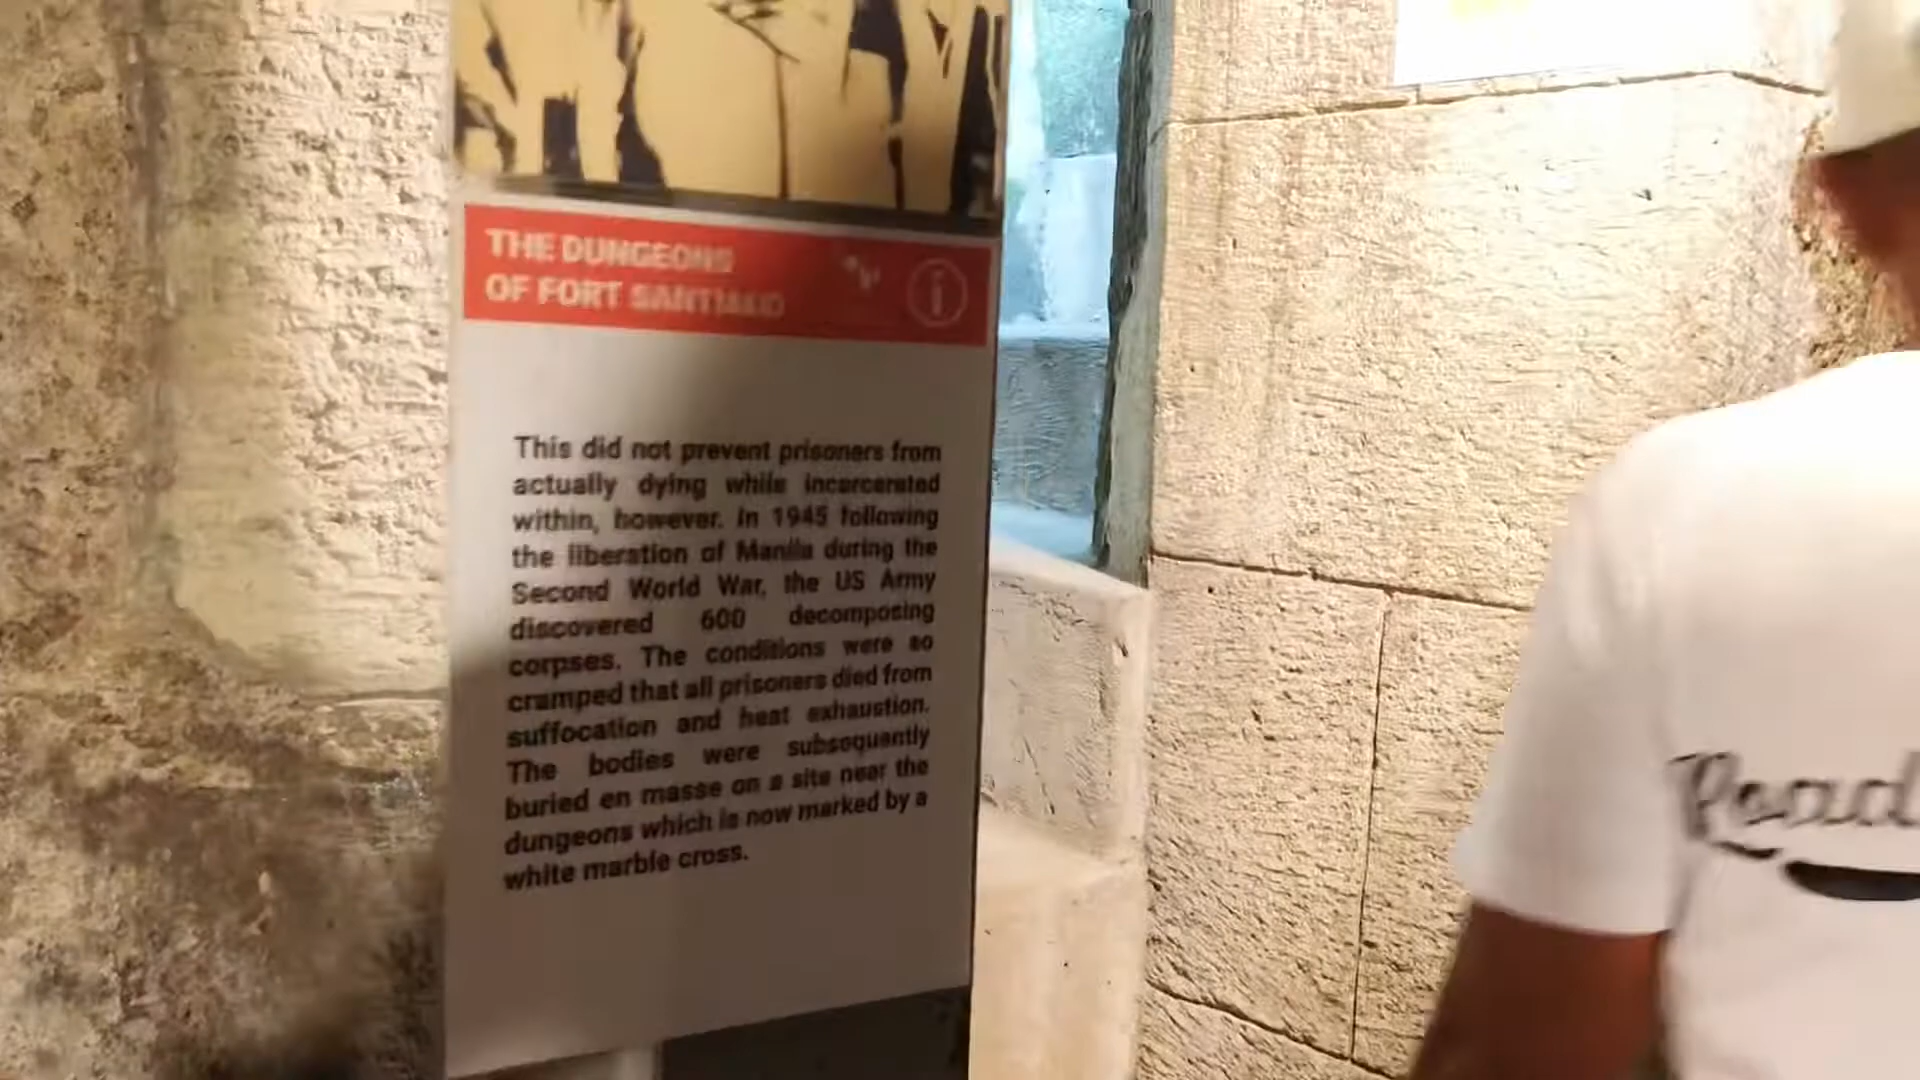 THE DUNGEONS
OF FORT SANTIAGO
This did not prevent prisoners from
actually dying while incarcerated
within, however. In 1945 following
the liberation of Manila during the
Second World War, the US Army
discovered 600 decomposing
corpses. The conditions were so
cramped that all prisoners died from
suffocation and heat exhaustion.
The bodies were subsequently
buried en masse on a site near the
dungeons which is now marked by a
white marble cross.
Road